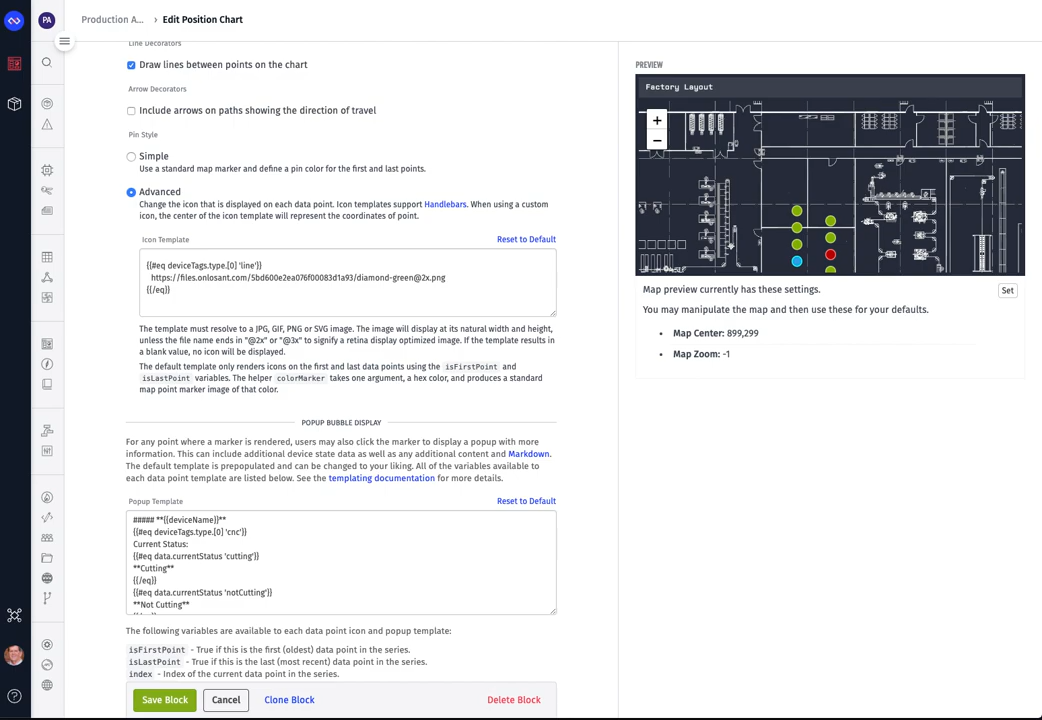 PA
Production A... > Edit Position Chart
Line Decorators
Draw lines between points on the chart
Arrow Decorators
Include arrows on paths showing the direction of travel
Pin Style
Simple
Use a standard map marker and define a pin color for the first and last points.
Advanced
Change the icon that is displayed on each data point. Icon templates support Handlebars. When using a custom
icon, the center of the icon template will represent the coordinates of point.
Icon Template
Reset to Default
{{#eq deviceTags.type.[0] 'line'}}
https://files.onlosant.com/5bd600e2ea076f00083d1a93/diamond-green@2x.png
{{/eq}}
The template must resolve to a JPG, GIF, PNG or SVG image. The image will display at its natural width and height,
unless the file name ends in "@2x" or "@3x" to signify a retina display optimized image. If the template results in
a blank value, no icon will be displayed.
The default template only renders icons on the first and last data points using the isFirstPoint and
isLastPoint variables. The helper colorMarker takes one argument, a hex color, and produces a standard
map point marker image of that color.
POPUP BUBBLE DISPLAY
For any point where a marker is rendered, users may also click the marker to display a popup with more
information. This can include additional device state data as well as any additional content and Markdown.
The default template is prepopulated and can be changed to your liking. All of the variables available to
each data point template are listed below. See the templating documentation for more details.
Popup Template
Reset to Default
##### **{{deviceName}}**
{{#eq deviceTags.type.[0] 'cnc'}}
Current Status:
{{#eq data.currentStatus 'cutting'}}
**Cutting**
{{/eq}}
{{#eq data.currentStatus 'notCutting'}}
**Not Cutting**
The following variables are available to each data point icon and popup template:
isFirstPoint - True if this is the first (oldest) data point in the series.
isLastPoint - True if this is the last (most recent) data point in the series.
index - Index of the current data point in the series.
Save Block
Cancel
Clone Block
Delete Block
PREVIEW
Factory Layout
+
−
Map preview currently has these settings.
Set
You may manipulate the map and then use these for your defaults.
• Map Center: 899,299
• Map Zoom: -1